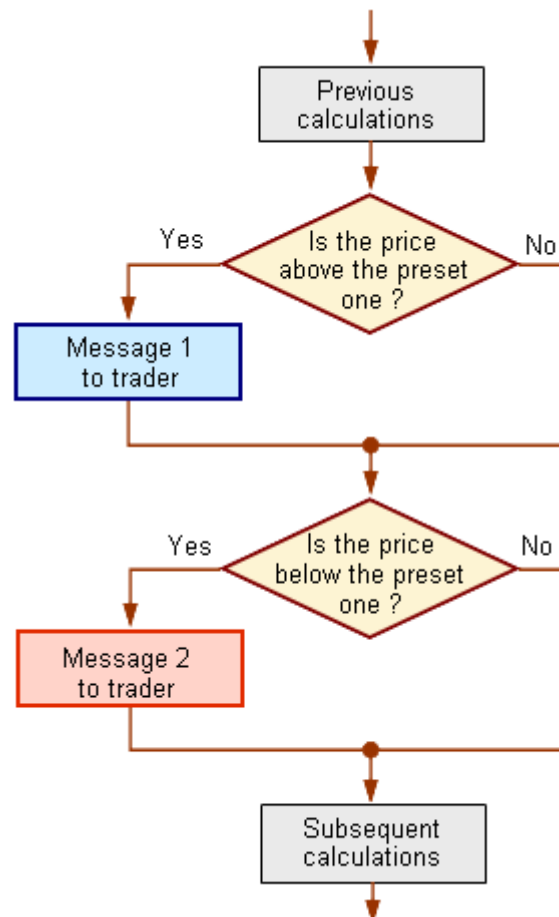 Previous
calculations
Yes
Is the price
above the preset
one ?
No
Message 1
to trader
Yes
Is the price
below the preset
one ?
No
Message 2
to trader
Subsequent
calculations